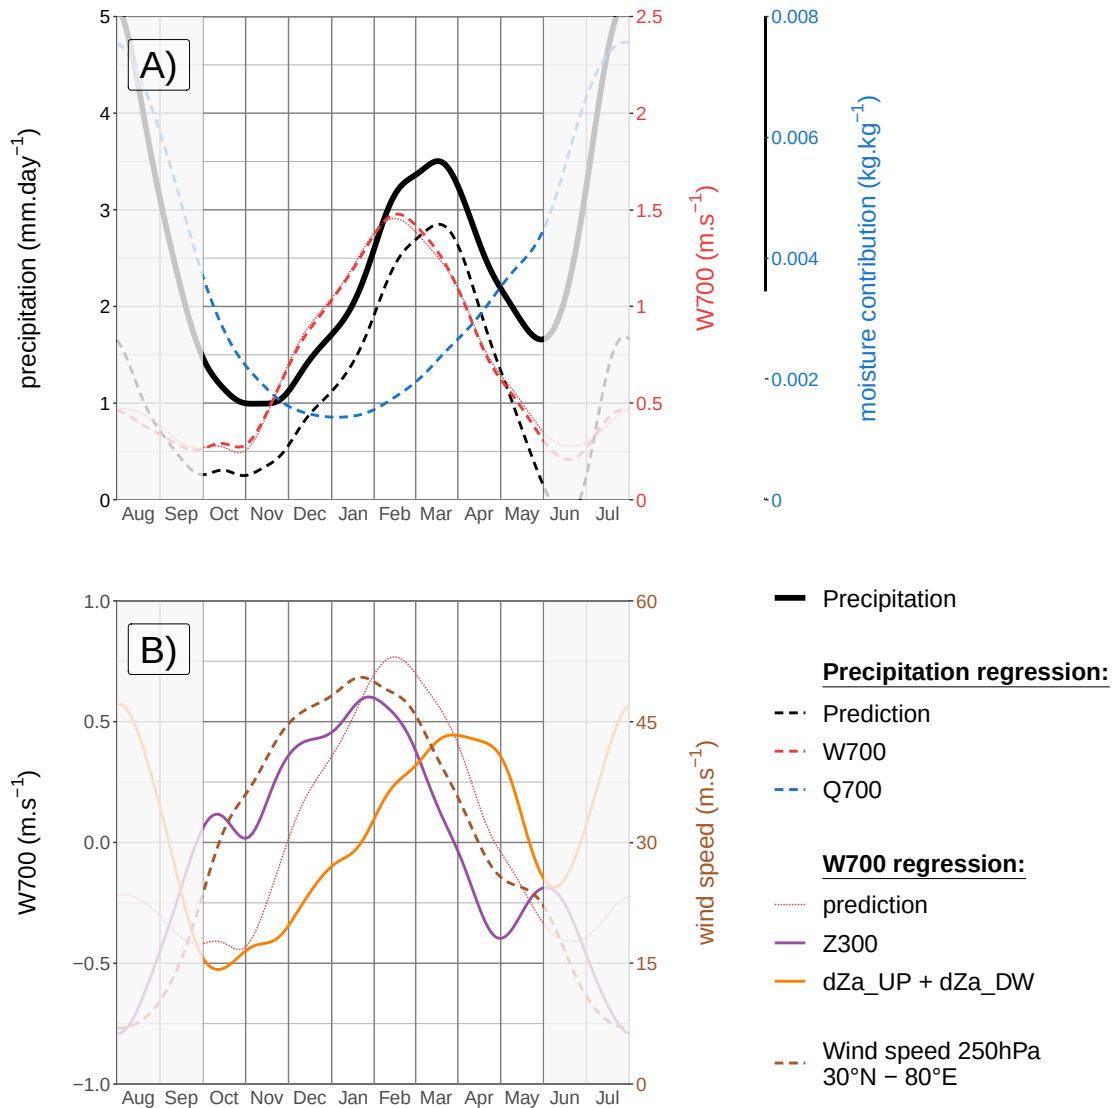 A)
precipitation (mm.day⁻¹)
5
4
3
2
1
0
2.5
2
1.5
1
0.5
0
W700 (m.s⁻¹)
0.008
0.006
0.004
0.002
0
moisture contribution (kg.kg⁻¹)
Aug Sep Oct Nov Dec Jan Feb Mar Apr May Jun Jul
B)
W700 (m.s⁻¹)
1.0
0.5
0.0
−0.5
−1.0
60
45
30
15
0
wind speed (m.s⁻¹)
Aug Sep Oct Nov Dec Jan Feb Mar Apr May Jun Jul
Precipitation
Precipitation regression:
Prediction
W700
Q700
W700 regression:
prediction
Z300
dZa_UP + dZa_DW
Wind speed 250hPa
30°N − 80°E